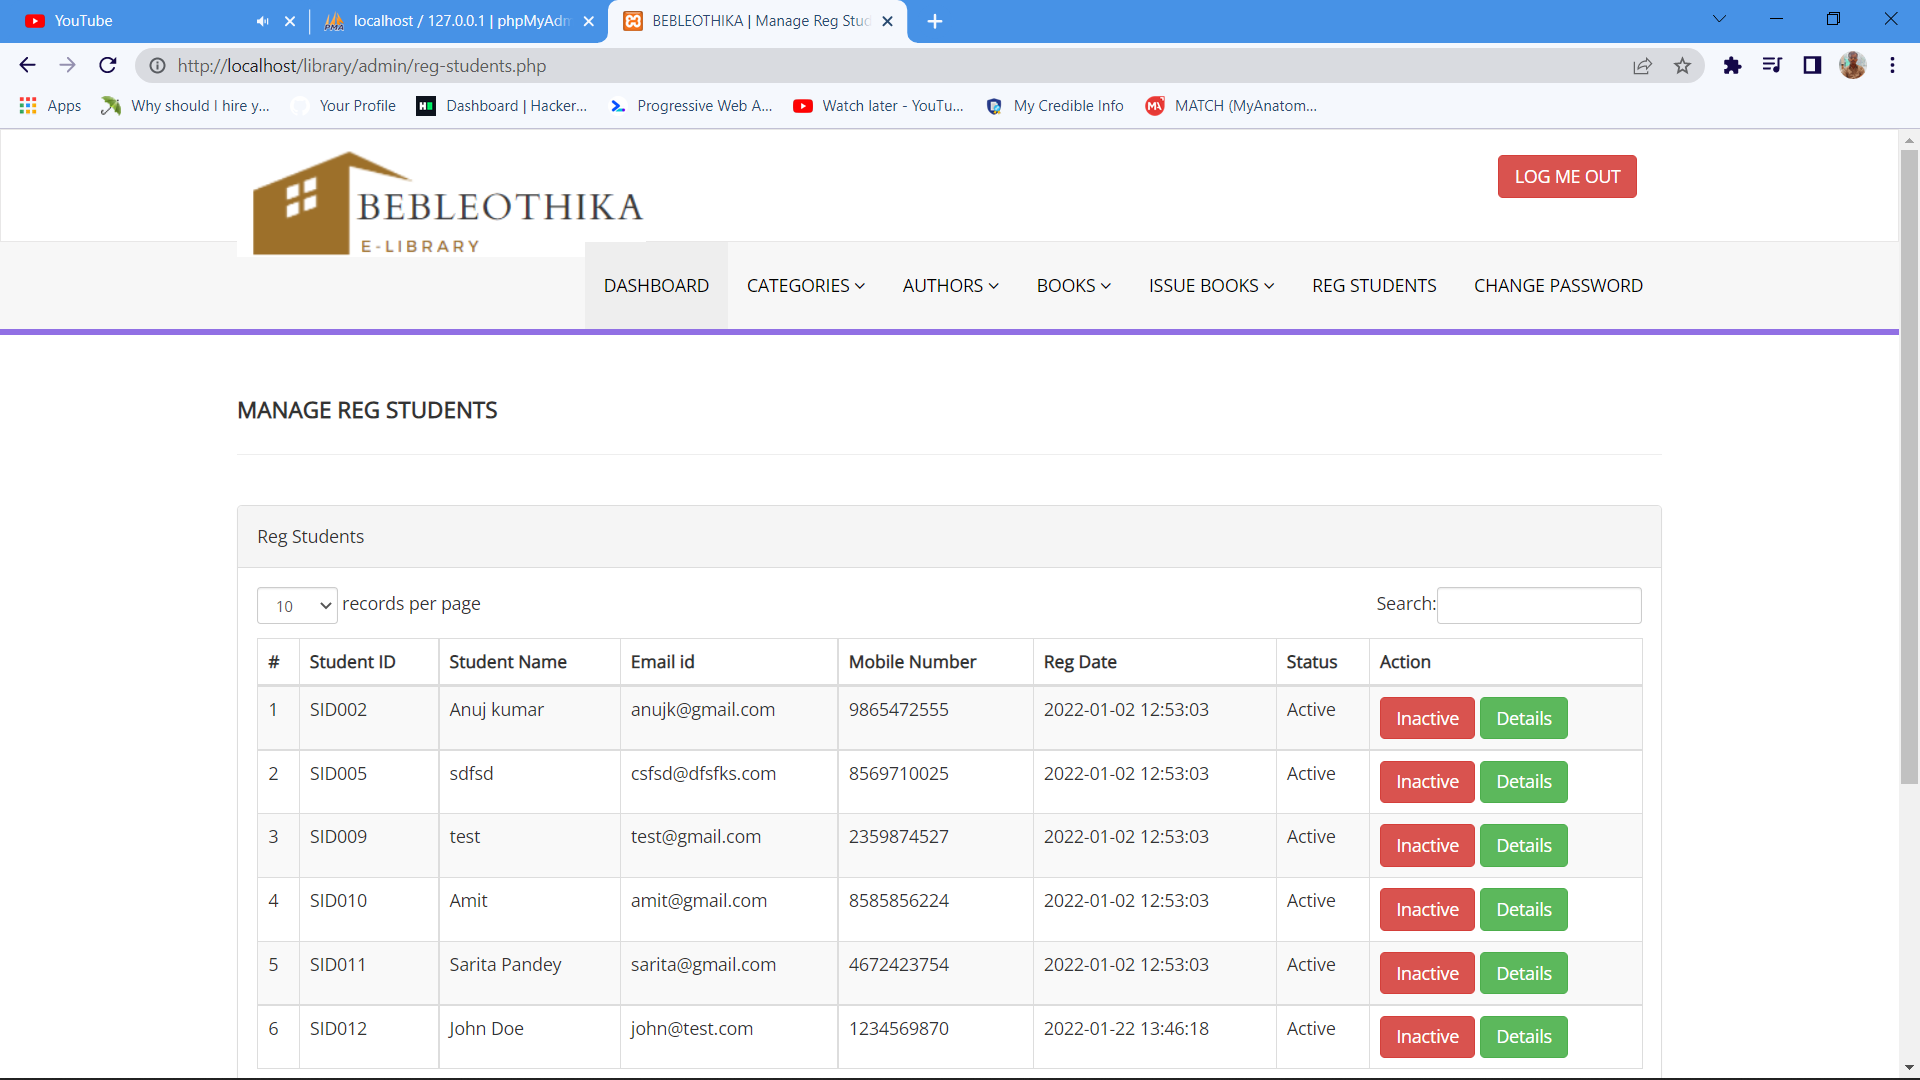 YouTube
localhost / 127.0.0.1 | phpMyAdm
BEBLEOTHIKA | Manage Reg Stud
http://localhost/library/admin/reg-students.php
Apps
Why should I hire y...
Your Profile
Dashboard | Hacker...
Progressive Web A...
Watch later - YouTu...
My Credible Info
MATCH (MyAnatom...
BEBLEOTHIKA
E-LIBRARY
LOG ME OUT
DASHBOARD CATEGORIES AUTHORS BOOKS ISSUE BOOKS REG STUDENTS CHANGE PASSWORD
MANAGE REG STUDENTS
Reg Students
10 records per page Search:
# Student ID Student Name Email id Mobile Number Reg Date Status Action
1 SID002 Anuj kumar anujk@gmail.com 9865472555 2022-01-02 12:53:03 Active Inactive Details
2 SID005 sdfsd csfsd@dfsfks.com 8569710025 2022-01-02 12:53:03 Active Inactive Details
3 SID009 test test@gmail.com 2359874527 2022-01-02 12:53:03 Active Inactive Details
4 SID010 Amit amit@gmail.com 8585856224 2022-01-02 12:53:03 Active Inactive Details
5 SID011 Sarita Pandey sarita@gmail.com 4672423754 2022-01-02 12:53:03 Active Inactive Details
6 SID012 John Doe john@test.com 1234569870 2022-01-22 13:46:18 Active Inactive Details